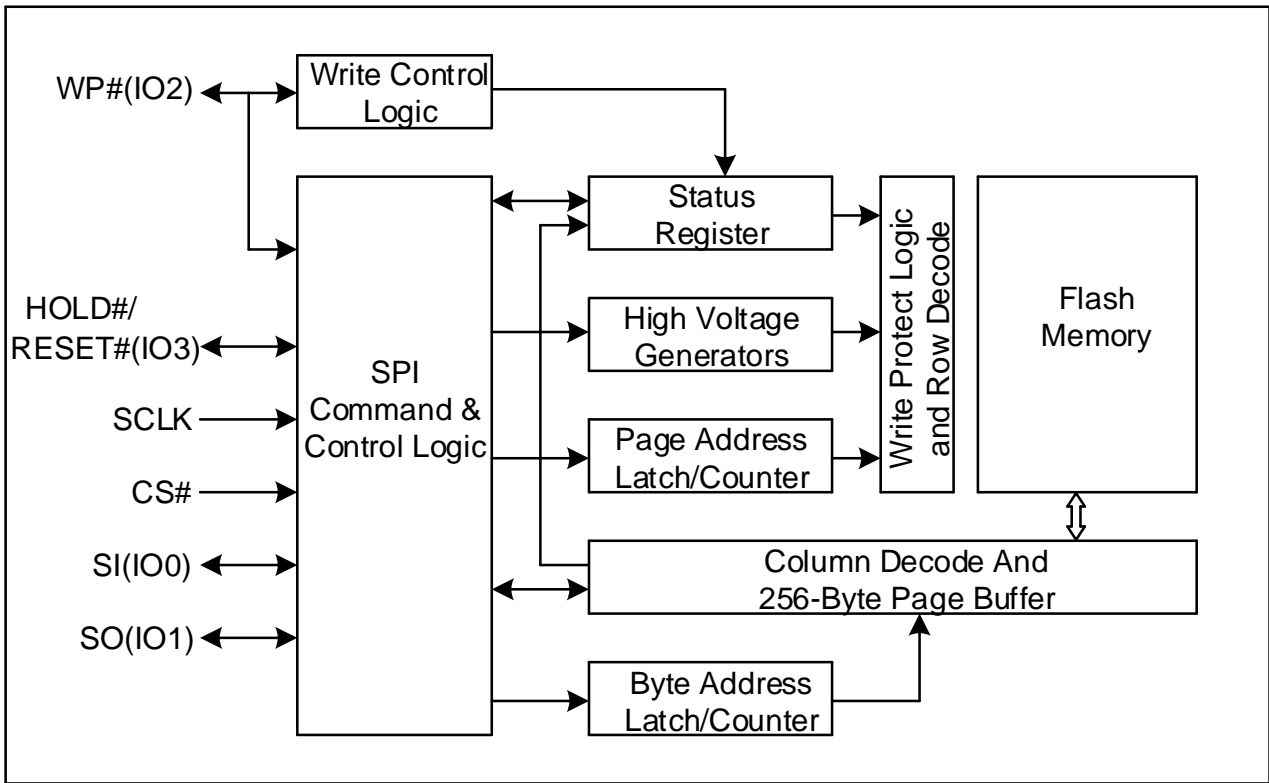 WP#(IO2)
Write Control
Logic
HOLD#/
RESET#(IO3)
SCLK
CS#
SI(IO0)
SO(IO1)
SPI
Command &
Control Logic
Status
Register
High Voltage
Generators
Page Address
Latch/Counter
Write Protect Logic
and Row Decode
Flash
Memory
Column Decode And
256-Byte Page Buffer
Byte Address
Latch/Counter